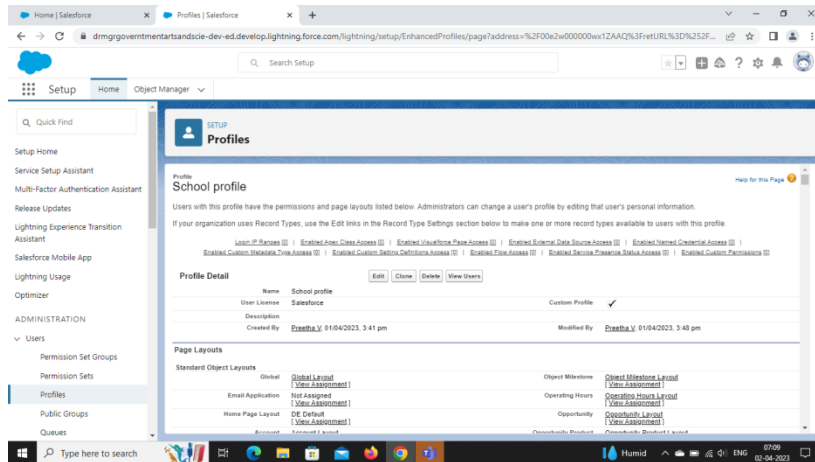 Home | Salesforce
Profiles | Salesforce
drmgrgoverntmentartsandscie-dev-ed.develop.lightning.force.com/lightning/setup/EnhancedProfiles/page?address=%2F00e2w000000wx1ZAAQ%3FretURL%3D%252F...
Search Setup
Setup
Home
Object Manager
Quick Find
Setup Home
Service Setup Assistant
Multi-Factor Authentication Assistant
Release Updates
Lightning Experience Transition
Assistant
Salesforce Mobile App
Lightning Usage
Optimizer
ADMINISTRATION
Users
Permission Set Groups
Permission Sets
Profiles
Public Groups
Queues
SETUP
Profiles
Profile
School profile
Help for this Page
Users with this profile have the permissions and page layouts listed below. Administrators can change a user's profile by editing that user's personal information.
If your organization uses Record Types, use the Edit links in the Record Type Settings section below to make one or more record types available to users with this profile.
Login IP Ranges [0] | Enabled Apex Class Access [0] | Enabled Visualforce Page Access [0] | Enabled External Data Source Access [0] | Enabled Named Credential Access [0] |
Enabled Custom Metadata Type Access [0] | Enabled Custom Setting Definitions Access [0] | Enabled Flow Access [0] | Enabled Service Presence Status Access [0] | Enabled Custom Permissions [0]
Profile Detail Edit Clone Delete View Users
Name School profile
User License Salesforce Custom Profile ✓
Description
Created By Preetha V, 01/04/2023, 3:41 pm Modified By Preetha V, 01/04/2023, 3:48 pm
Page Layouts
Standard Object Layouts
Global Global Layout Object Milestone Object Milestone Layout
[ View Assignment ] [ View Assignment ]
Email Application Not Assigned Operating Hours Operating Hours Layout
[ View Assignment ] [ View Assignment ]
Home Page Layout DE Default Opportunity Opportunity Layout
[ View Assignment ] [ View Assignment ]
Account Account Layout Opportunity Product Opportunity Product Layout
Type here to search
Humid
ENG
07:09
02-04-2023